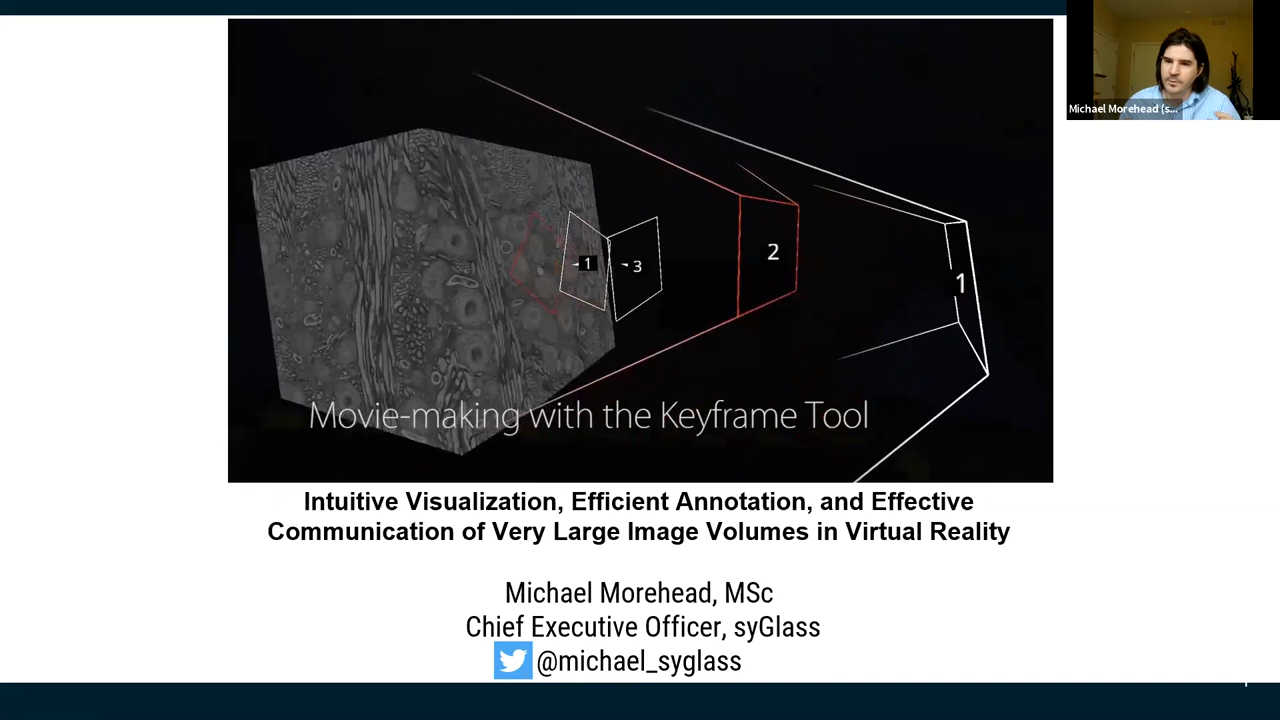 Michael Morehead (s...
1
3
2
1
Movie-making with the Keyframe Tool
Intuitive Visualization, Efficient Annotation, and Effective
Communication of Very Large Image Volumes in Virtual Reality
Michael Morehead, MSc
Chief Executive Officer, syGlass
@michael_syglass